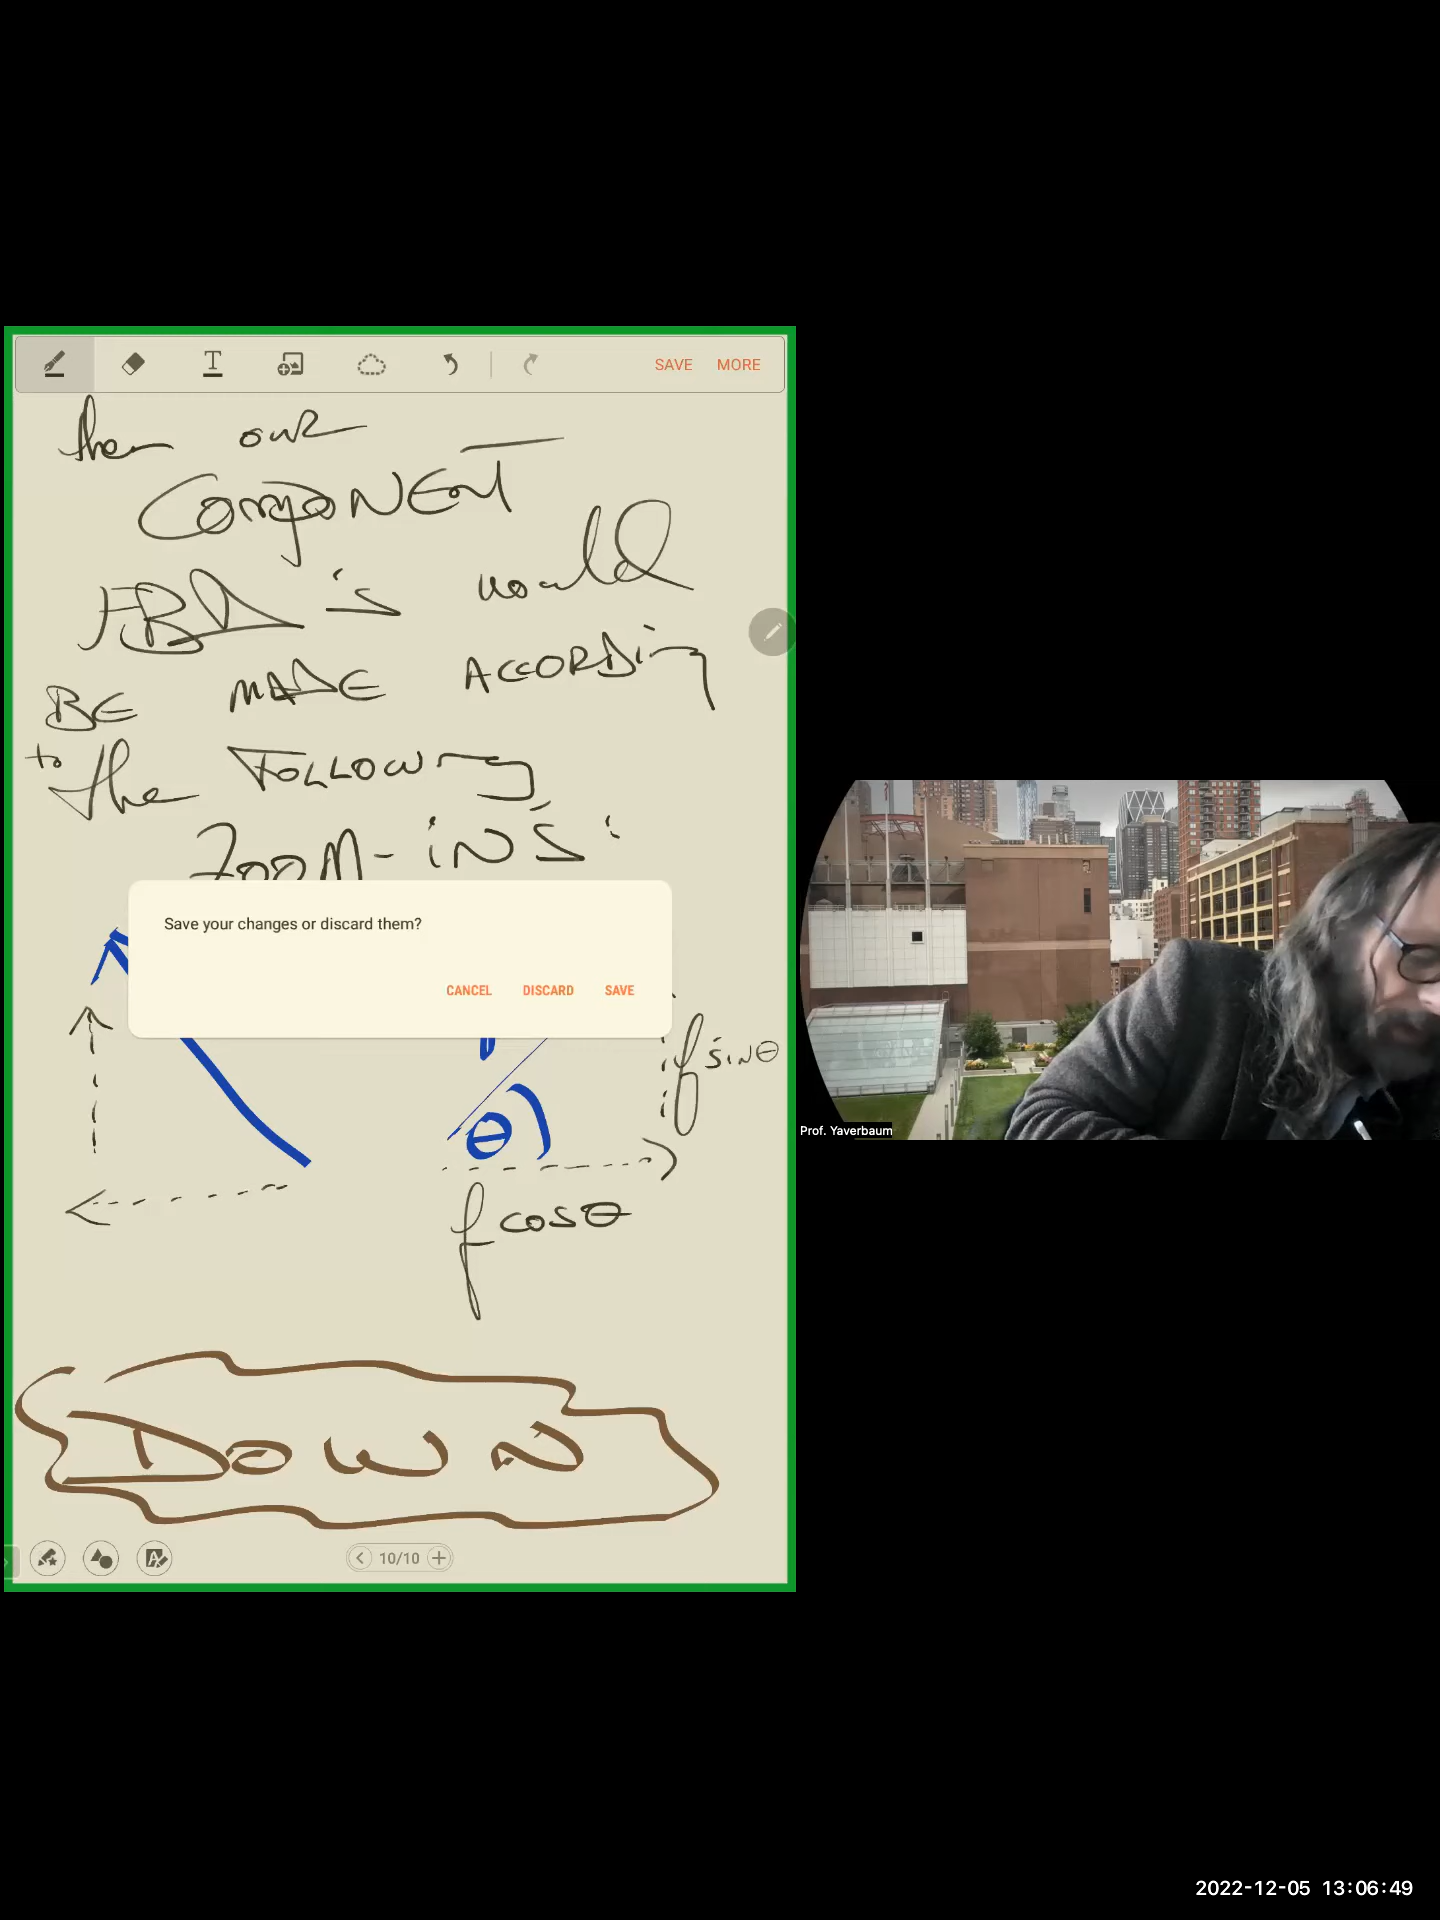 T SAVE MORE
then our
COMPONENT
FBD's would
BE MADE ACCORDing
to the FOLLOWing
ZOOM-iNS:
Save your changes or discard them?
CANCEL DISCARD SAVE
N
f sinθ
θ
f cosθ
DOWN
10/10
Prof. Yaverbaum
2022-12-05 13:06:49